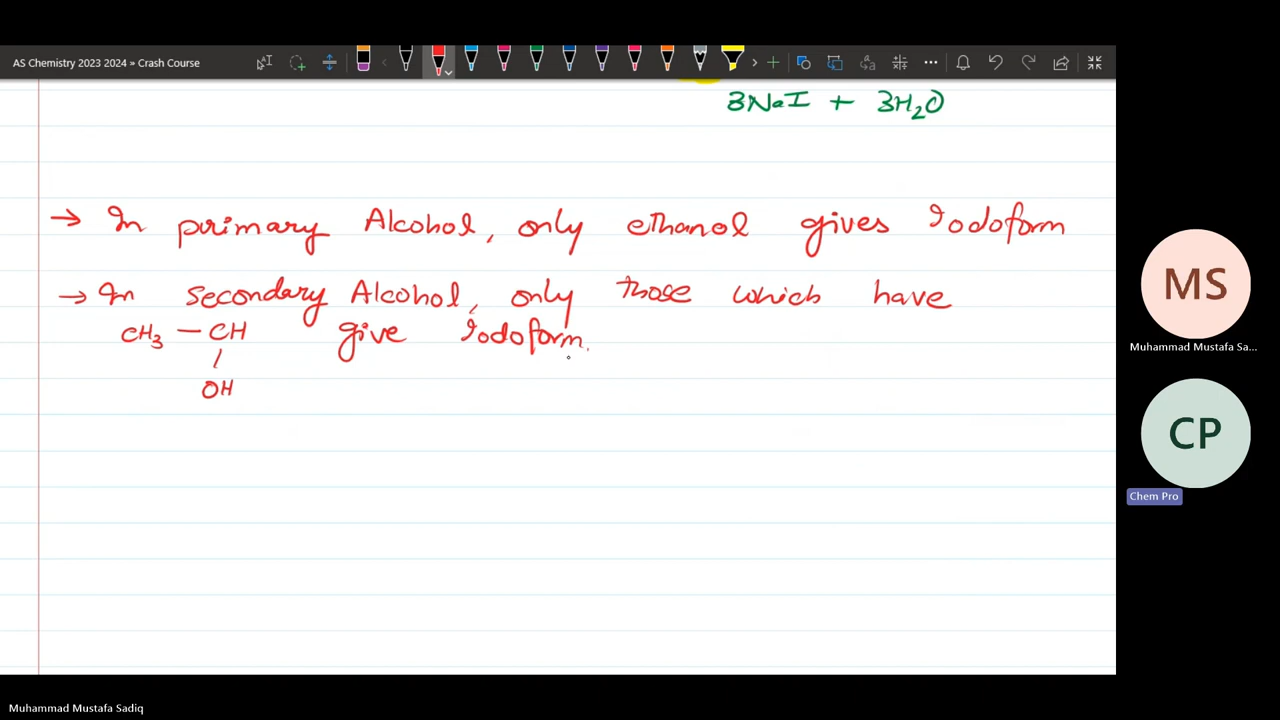 AS Chemistry 2023 2024 » Crash Course
3NaI + 3H₂O
→ In primary Alcohol, only ethanol gives Iodoform
→ In secondary Alcohol, only those which have
CH₃ — CH give Iodoform.
OH
MS
Muhammad Mustafa Sa...
CP
Chem Pro
Muhammad Mustafa Sadiq